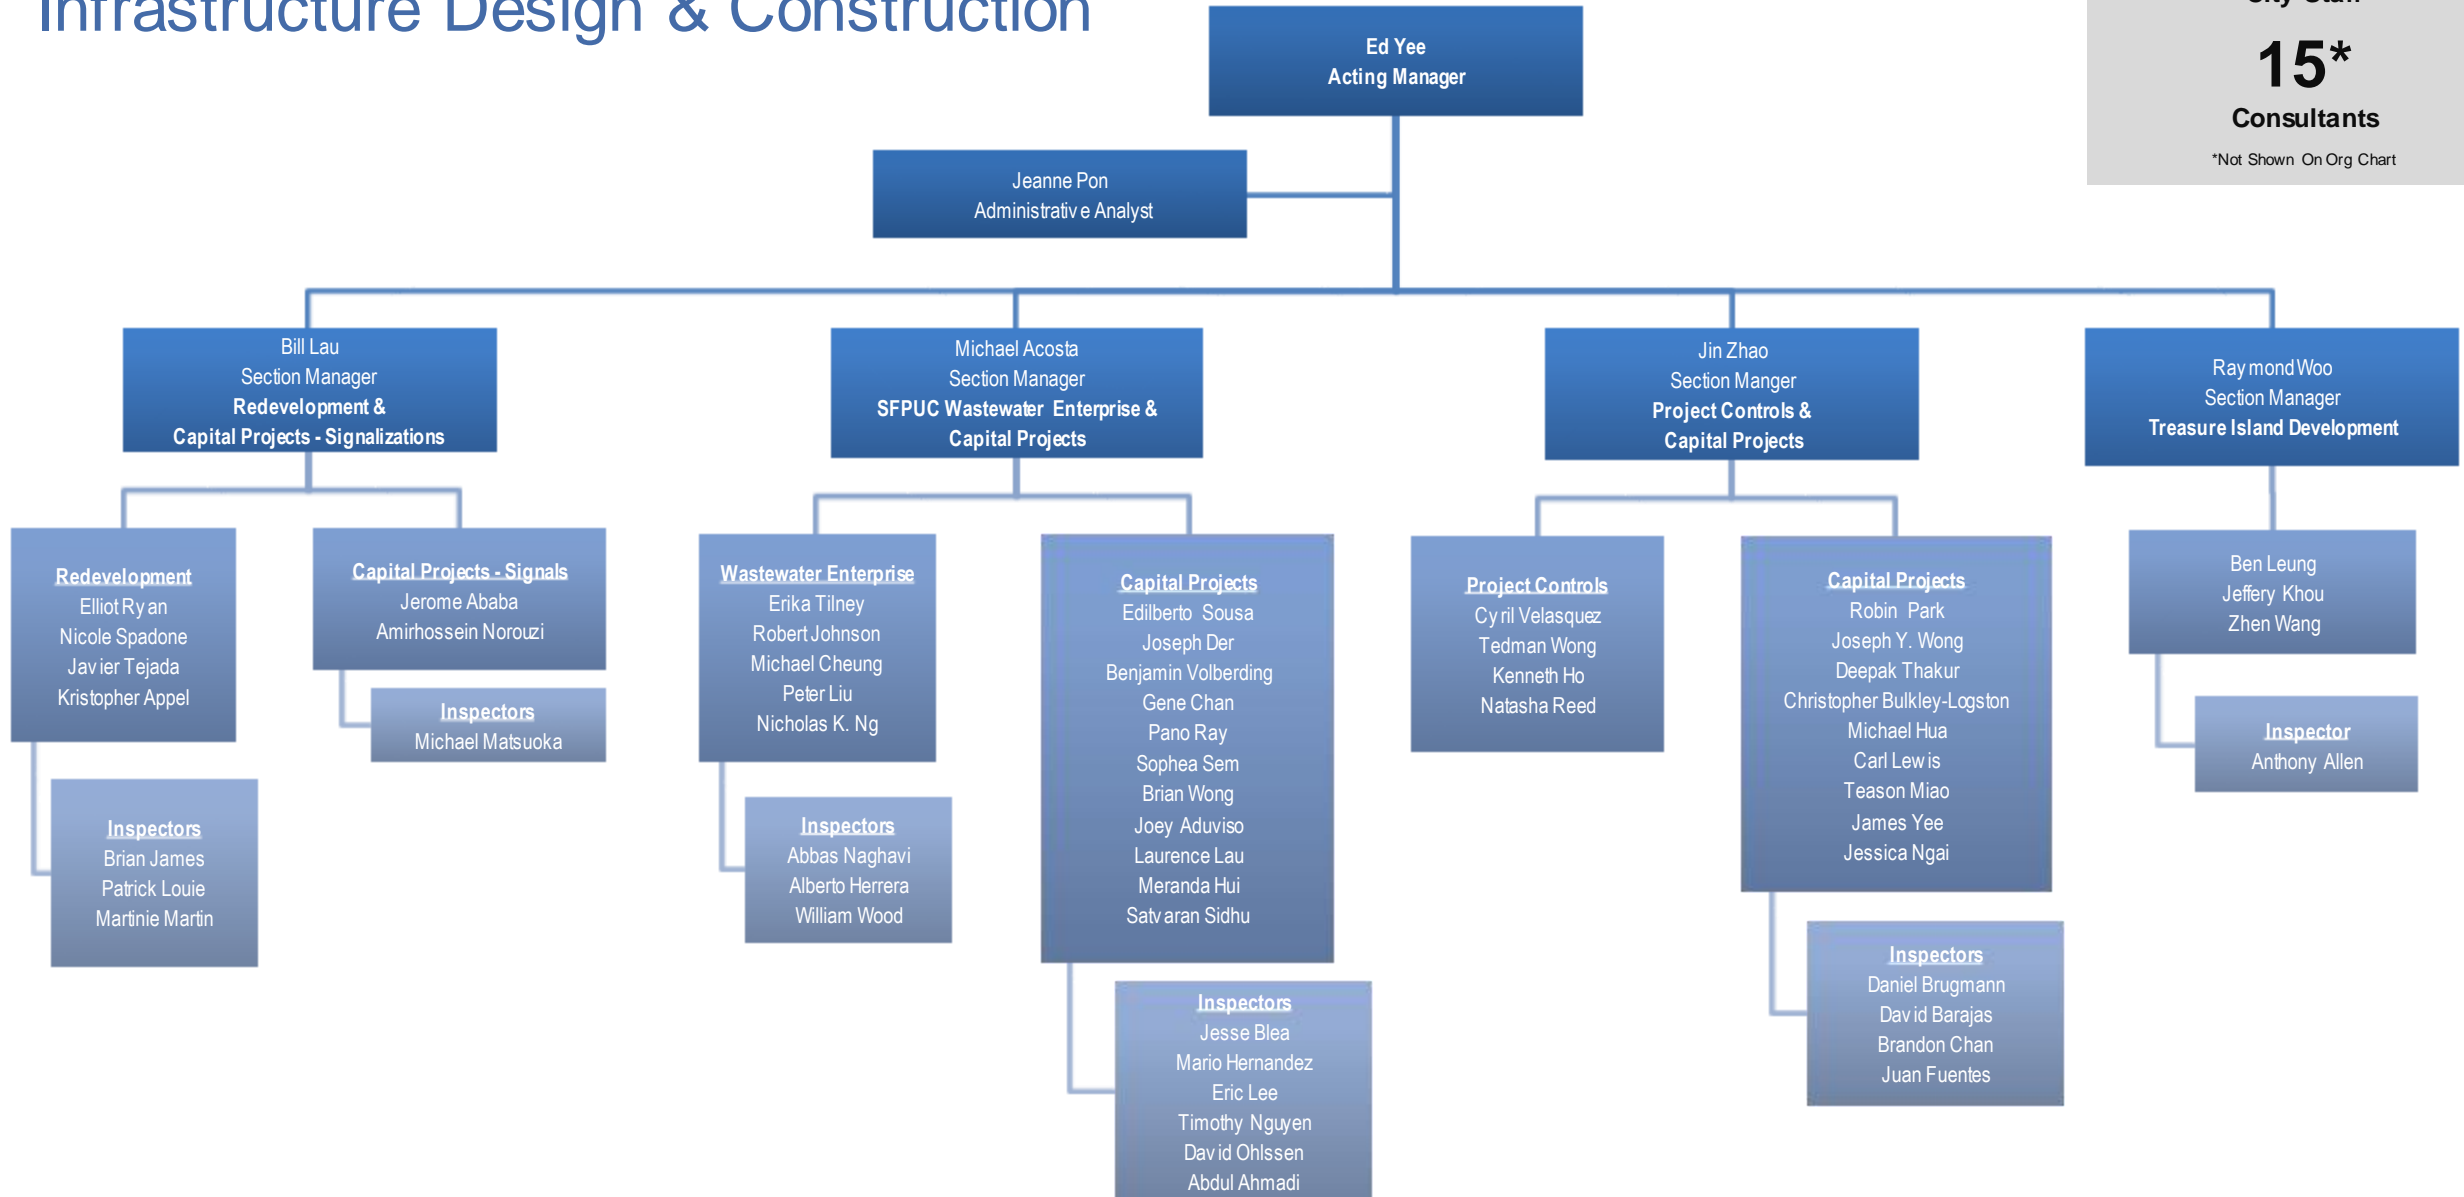 Infrastructure Design & Construction
City Staff
15*
Consultants
*Not Shown On Org Chart
Ed Yee
Acting Manager
Jeanne Pon
Administrative Analyst
Bill Lau
Section Manager
Redevelopment &
Capital Projects - Signalizations
Michael Acosta
Section Manager
SFPUC Wastewater Enterprise &
Capital Projects
Jin Zhao
Section Manger
Project Controls &
Capital Projects
Raymond Woo
Section Manager
Treasure Island Development
Redevelopment
Elliot Ryan
Nicole Spadone
Javier Tejada
Kristopher Appel
Inspectors
Brian James
Patrick Louie
Martinie Martin
Capital Projects - Signals
Jerome Ababa
Amirhossein Norouzi
Inspectors
Michael Matsuoka
Wastewater Enterprise
Erika Tilney
Robert Johnson
Michael Cheung
Peter Liu
Nicholas K. Ng
Inspectors
Abbas Naghavi
Alberto Herrera
William Wood
Capital Projects
Edilberto Sousa
Joseph Der
Benjamin Volberding
Gene Chan
Pano Ray
Sophea Sem
Brian Wong
Joey Aduviso
Laurence Lau
Meranda Hui
Satvaran Sidhu
Inspectors
Jesse Blea
Mario Hernandez
Eric Lee
Timothy Nguyen
David Ohlssen
Abdul Ahmadi
Project Controls
Cyril Velasquez
Tedman Wong
Kenneth Ho
Natasha Reed
Capital Projects
Robin Park
Joseph Y. Wong
Deepak Thakur
Christopher Bulkley-Logston
Michael Hua
Carl Lewis
Teason Miao
James Yee
Jessica Ngai
Inspectors
Daniel Brugmann
David Barajas
Brandon Chan
Juan Fuentes
Ben Leung
Jeffery Khou
Zhen Wang
Inspector
Anthony Allen